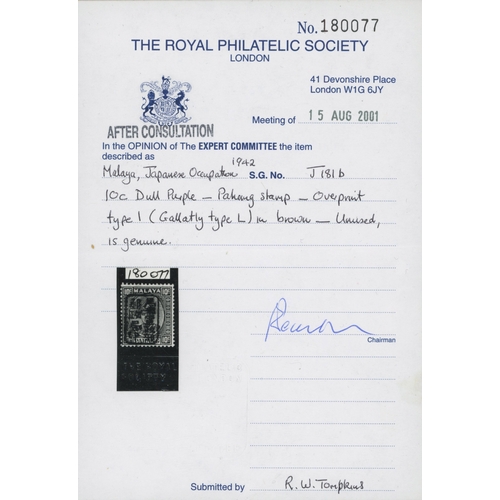 No. 180077
THE ROYAL PHILATELIC SOCIETY
LONDON
41 Devonshire Place
London W1G 6JY
AFTER CONSULTATION
Meeting of 15 AUG 2001
In the OPINION of The EXPERT COMMITTEE the item
described as
Malaya, Japanese Occupation 1942 S.G. No. J181b
10c Dull Purple – Pahang stamp – Overprint
type 1 (Gallatly type L) in brown – Unused,
is genuine.
180077
MALAYA
THE ROYAL
Chairman
Submitted by R.W. Tompkins